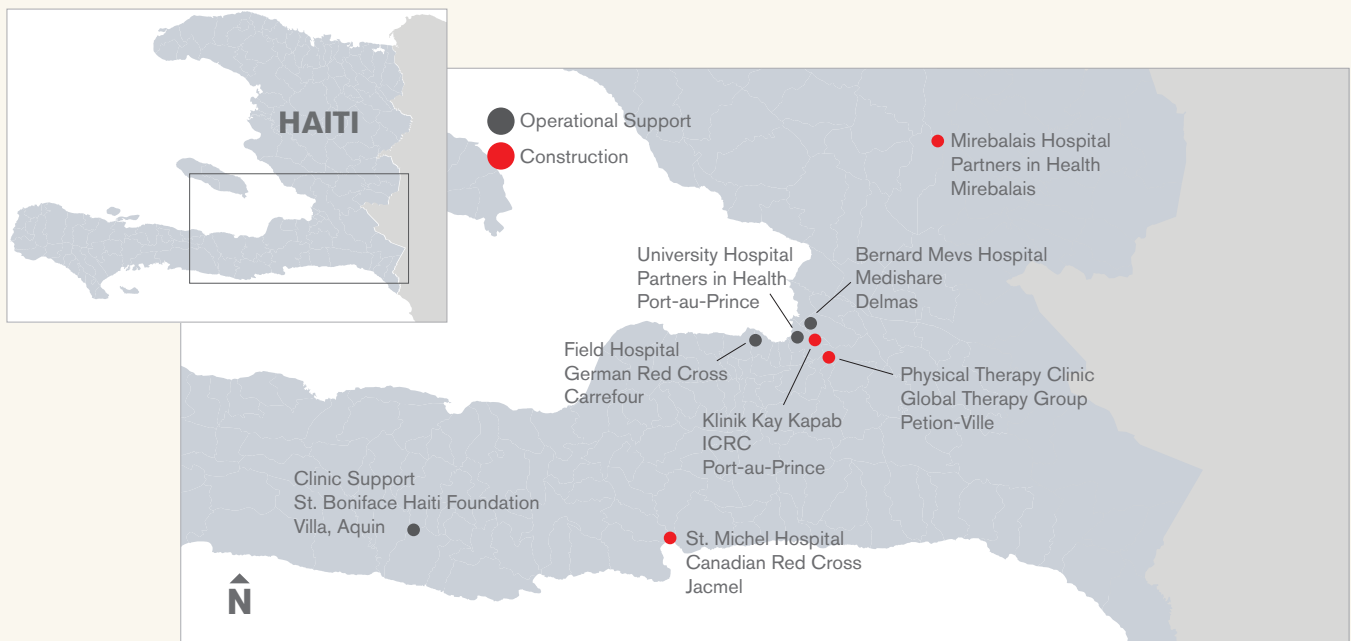 HAITI
Operational Support
Construction
Mirebalais Hospital
Partners in Health
Mirebalais
University Hospital
Partners in Health
Port-au-Prince
Bernard Mevs Hospital
Medishare
Delmas
Field Hospital
German Red Cross
Carrefour
Physical Therapy Clinic
Global Therapy Group
Petion-Ville
Klinik Kay Kapab
ICRC
Port-au-Prince
Clinic Support
St. Boniface Haiti Foundation
Villa, Aquin
St. Michel Hospital
Canadian Red Cross
Jacmel
N